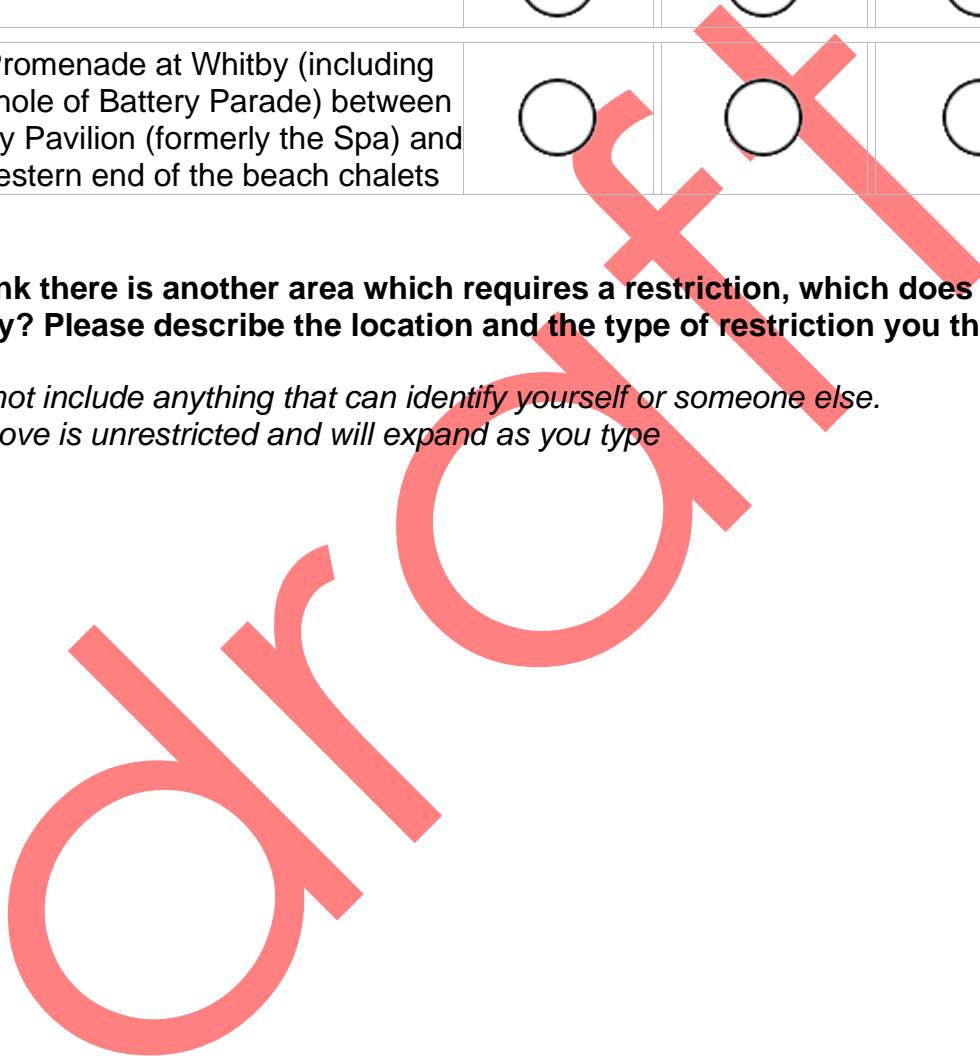 Promenade at Whitby (including
hole of Battery Parade) between
y Pavilion (formerly the Spa) and
estern end of the beach chalets
nk there is another area which requires a restriction, which does
y? Please describe the location and the type of restriction you th
not include anything that can identify yourself or someone else.
ove is unrestricted and will expand as you type
draft